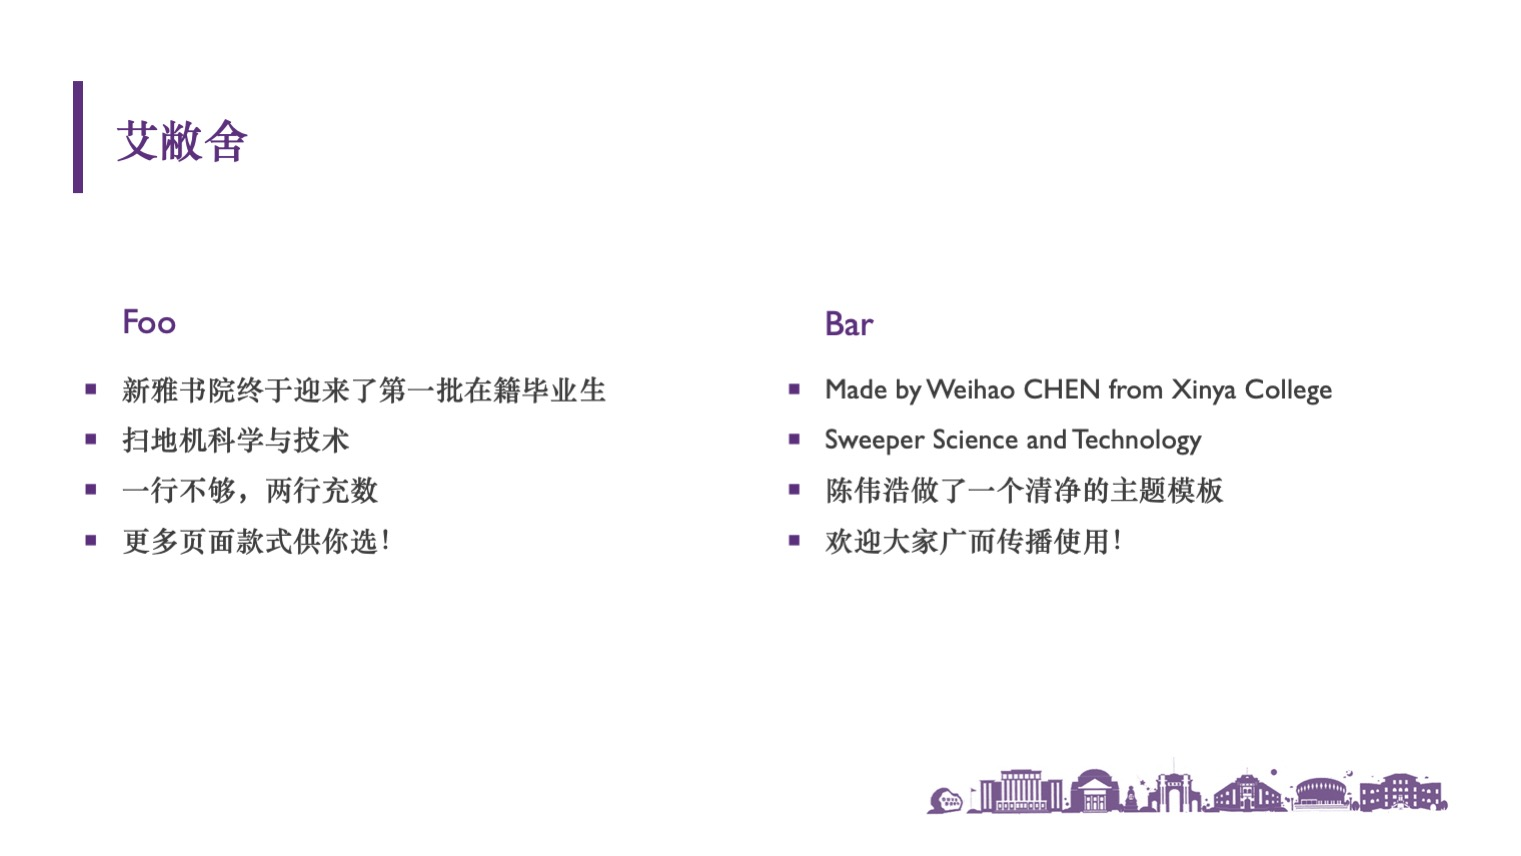 艾敝舍
Foo
新雅书院终于迎来了第一批在籍毕业生
扫地机科学与技术
一行不够，两行充数
更多页面款式供你选！
Bar
Made by Weihao CHEN from Xinya College
Sweeper Science and Technology
陈伟浩做了一个清净的主题模板
欢迎大家广而传播使用！